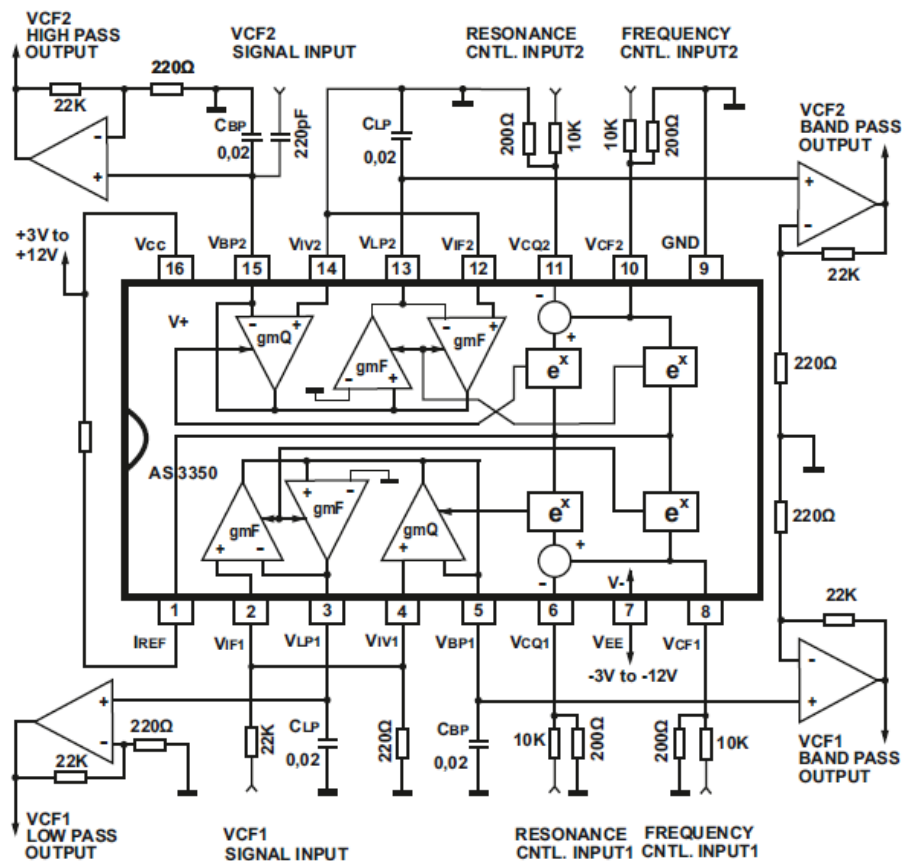 VCF2
HIGH PASS
OUTPUT
VCF2
SIGNAL INPUT
RESONANCE
CNTL. INPUT2
FREQUENCY
CNTL. INPUT2
220Ω
22K
CBP
0,02
220pF
CLP
0,02
200Ω
10K
10K
200Ω
VCF2
BAND PASS
OUTPUT
-
+
+
-
22K
+3V to
+12V
VCC
VBP2
VIV2
VLP2
VIF2
VCQ2
VCF2
GND
16
15
14
13
12
11
10
9
V+
- +
gmQ
gmF
- +
- +
gmF
-
+
e^x
e^x
220Ω
AS 3350
gmF
+ -
+ -
gmF
gmQ
+ -
e^x
e^x
+
-
V-
220Ω
1
2
3
4
5
6
7
8
IREF
VIF1
VLP1
VIV1
VBP1
VCQ1
VEE
VCF1
-3V to -12V
22K
-
+
+
-
220Ω
22K
22K
CLP
0,02
220Ω
CBP
0,02
10K
200Ω
200Ω
10K
VCF1
BAND PASS
OUTPUT
VCF1
LOW PASS
OUTPUT
VCF1
SIGNAL INPUT
RESONANCE
CNTL. INPUT1
FREQUENCY
CNTL. INPUT1